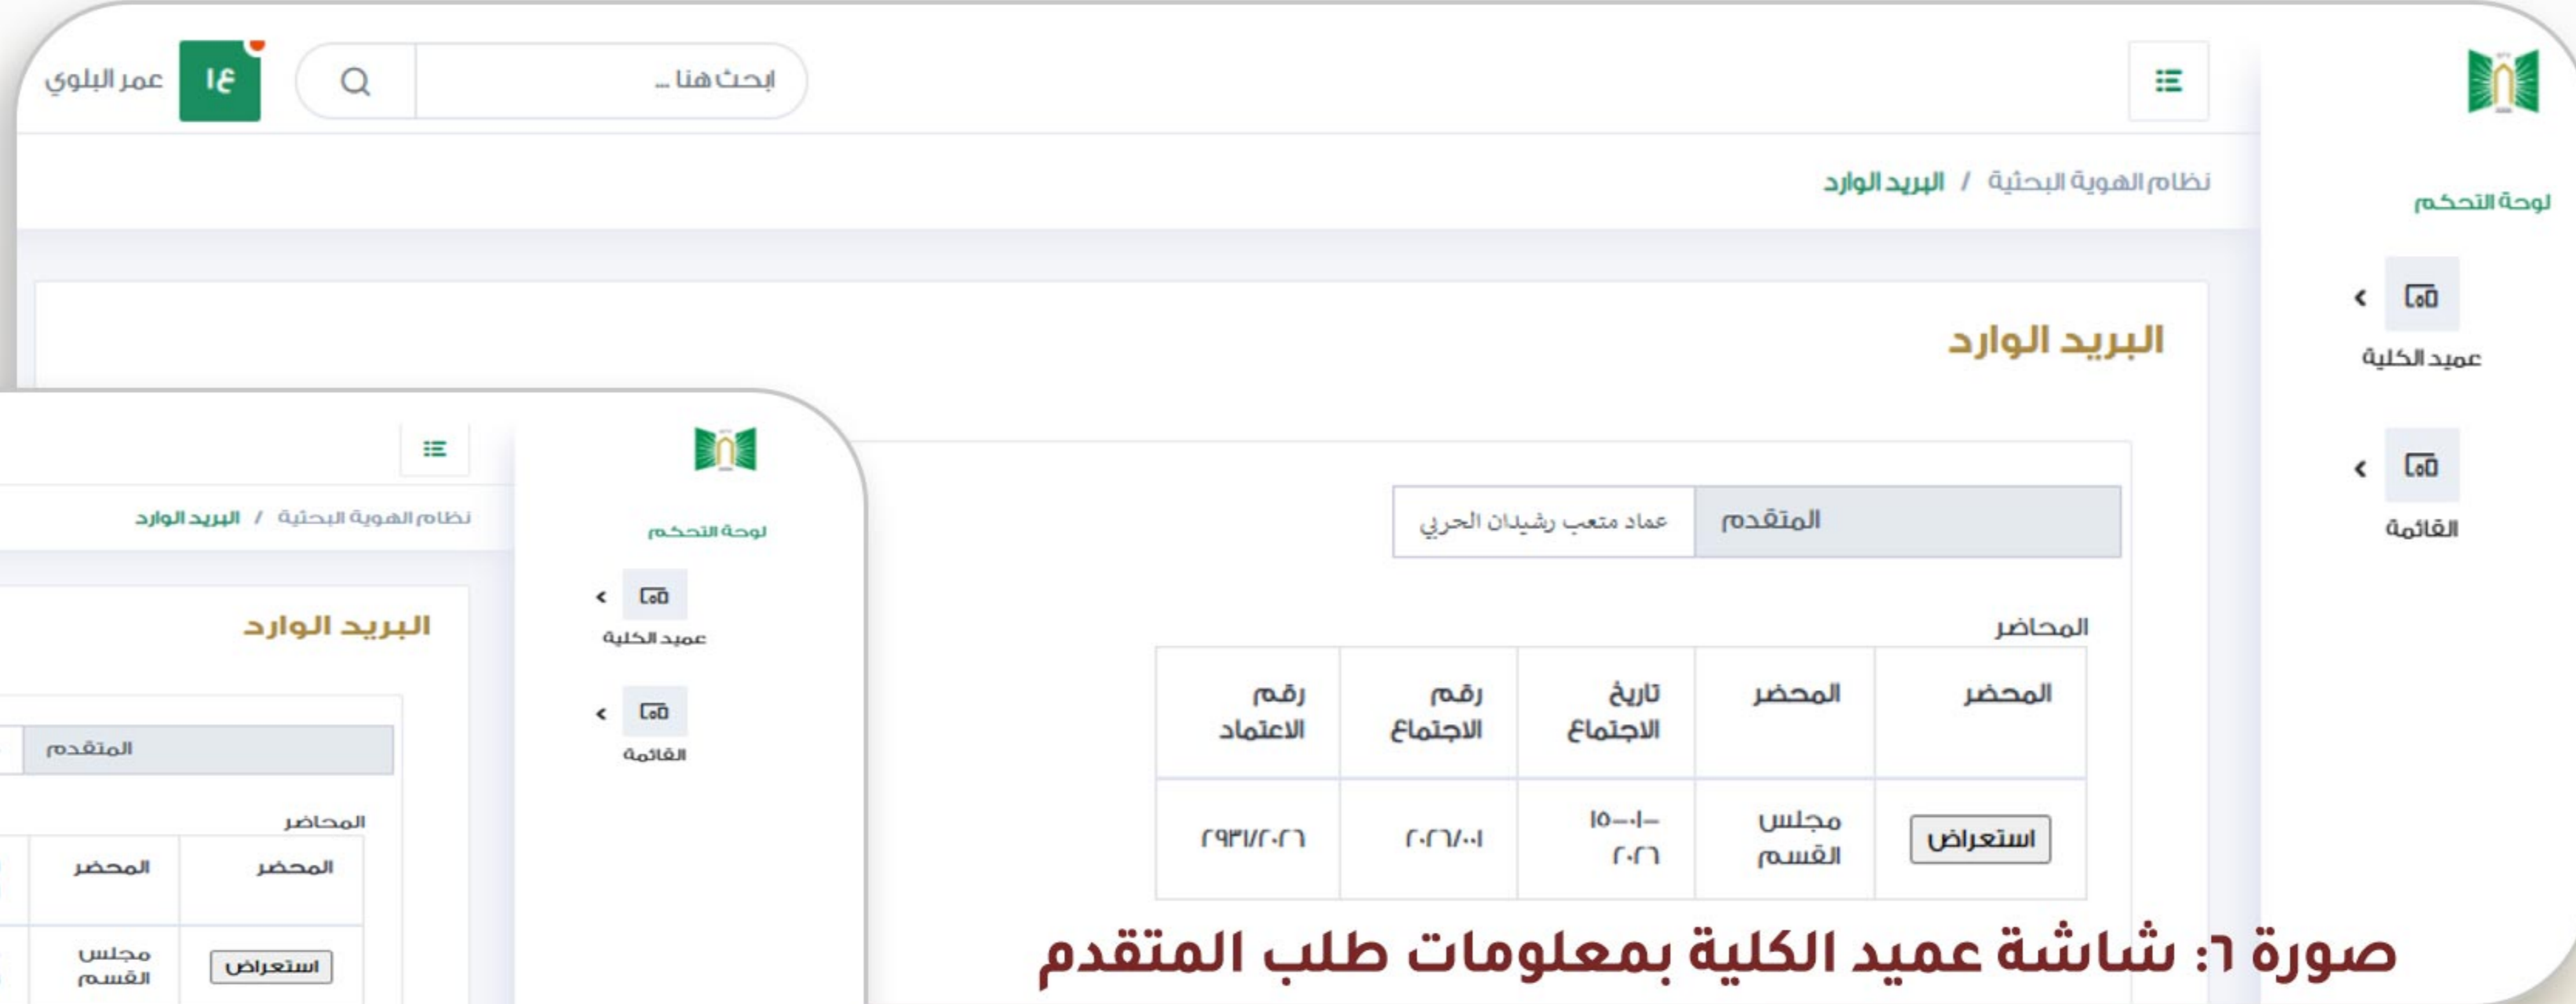 ابحث هنا ...
عا
عمر البلوي
نظام الهوية البحثية / البريد الوارد
لوحة التحكم
عميد الكلية
القائمة
البريد الوارد
المتقدم
عماد متعب رشيدان الحربي
المحاضر
المحضر
المحضر
تاريخ الاجتماع
رقم الاجتماع
رقم الاعتماد
استعراض
مجلس القسم
١٥-٠١-
٢٠٢٦
٢٠٢٦/٠٠١
٢٩٣١/٢٠٢٦
نظام الهوية البحثية / البريد الوارد
لوحة التحكم
عميد الكلية
القائمة
البريد الوارد
المتقدم
المحاضر
المحضر
المحضر
استعراض
مجلس القسم
صورة ٦: شاشة عميد الكلية بمعلومات طلب المتقدم